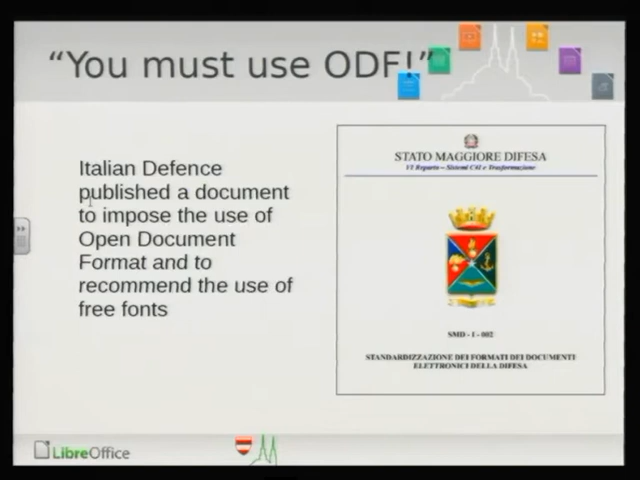 “You must use ODF!”
Italian Defence
published a document
to impose the use of
Open Document
Format and to
recommend the use of
free fonts
STATO MAGGIORE DIFESA
VI Reparto – Sistemi C4I e Trasformazione
SMD - I - 002
STANDARDIZZAZIONE DEI FORMATI DEI DOCUMENTI
ELETTRONICI DELLA DIFESA
LibreOffice